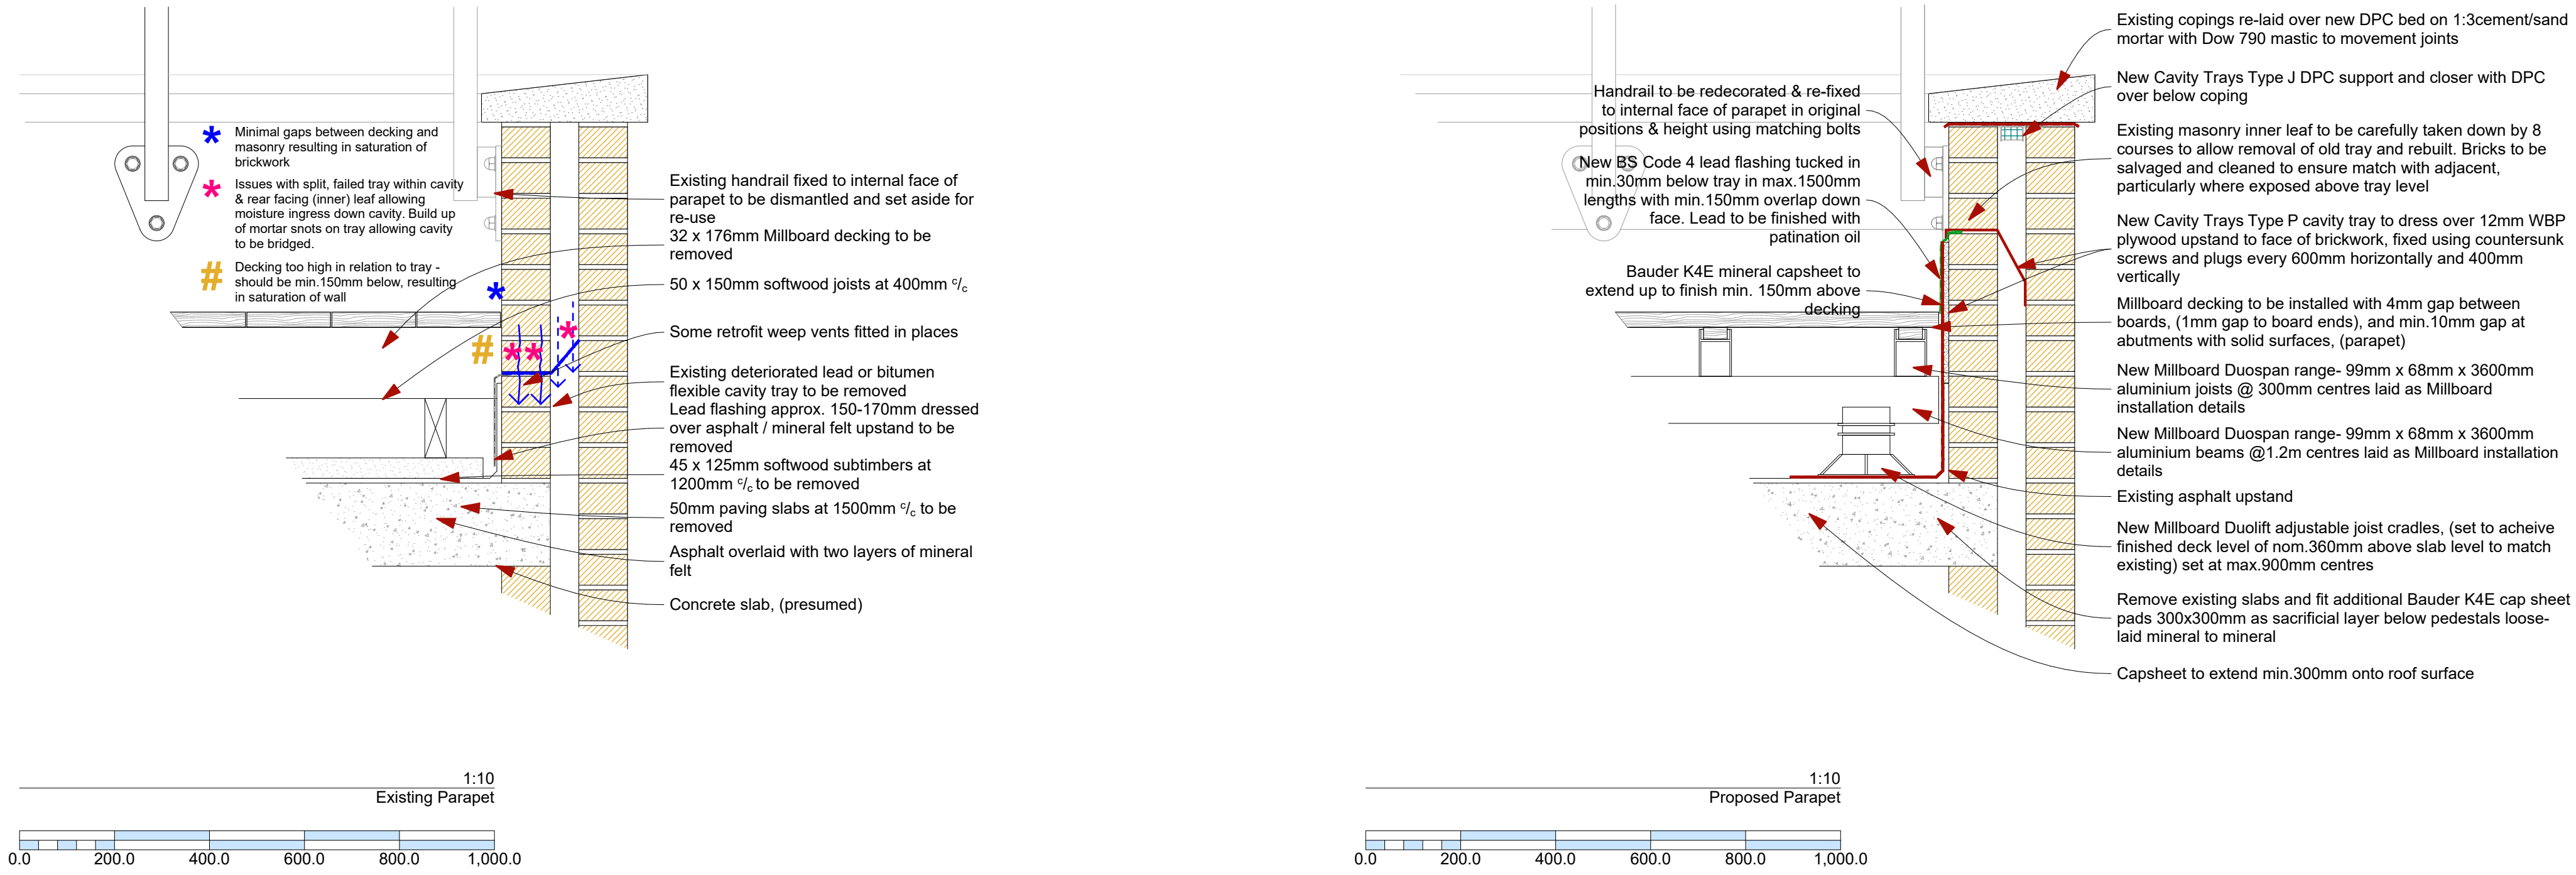 *
Minimal gaps between decking and
masonry resulting in saturation of
brickwork
*
Issues with split, failed tray within cavity
& rear facing (inner) leaf allowing
moisture ingress down cavity. Build up
of mortar snots on tray allowing cavity
to be bridged.
#
Decking too high in relation to tray -
should be min.150mm below, resulting
in saturation of wall
*
*
* *
#
Existing handrail fixed to internal face of
parapet to be dismantled and set aside for
re-use
32 x 176mm Millboard decking to be
removed
50 x 150mm softwood joists at 400mm c/c
Some retrofit weep vents fitted in places
Existing deteriorated lead or bitumen
flexible cavity tray to be removed
Lead flashing approx. 150-170mm dressed
over asphalt / mineral felt upstand to be
removed
45 x 125mm softwood subtimbers at
1200mm c/c to be removed
50mm paving slabs at 1500mm c/c to be
removed
Asphalt overlaid with two layers of mineral
felt
Concrete slab, (presumed)
1:10
Existing Parapet
0.0 200.0 400.0 600.0 800.0 1,000.0
Handrail to be redecorated & re-fixed
to internal face of parapet in original
positions & height using matching bolts
New BS Code 4 lead flashing tucked in
min.30mm below tray in max.1500mm
lengths with min.150mm overlap down
face. Lead to be finished with
patination oil
Bauder K4E mineral capsheet to
extend up to finish min. 150mm above
decking
Existing copings re-laid over new DPC bed on 1:3cement/sand
mortar with Dow 790 mastic to movement joints
New Cavity Trays Type J DPC support and closer with DPC
over below coping
Existing masonry inner leaf to be carefully taken down by 8
courses to allow removal of old tray and rebuilt. Bricks to be
salvaged and cleaned to ensure match with adjacent,
particularly where exposed above tray level
New Cavity Trays Type P cavity tray to dress over 12mm WBP
plywood upstand to face of brickwork, fixed using countersunk
screws and plugs every 600mm horizontally and 400mm
vertically
Millboard decking to be installed with 4mm gap between
boards, (1mm gap to board ends), and min.10mm gap at
abutments with solid surfaces, (parapet)
New Millboard Duospan range- 99mm x 68mm x 3600mm
aluminium joists @ 300mm centres laid as Millboard
installation details
New Millboard Duospan range- 99mm x 68mm x 3600mm
aluminium beams @1.2m centres laid as Millboard installation
details
Existing asphalt upstand
New Millboard Duolift adjustable joist cradles, (set to acheive
finished deck level of nom.360mm above slab level to match
existing) set at max.900mm centres
Remove existing slabs and fit additional Bauder K4E cap sheet
pads 300x300mm as sacrificial layer below pedestals loose-
laid mineral to mineral
Capsheet to extend min.300mm onto roof surface
1:10
Proposed Parapet
0.0 200.0 400.0 600.0 800.0 1,000.0